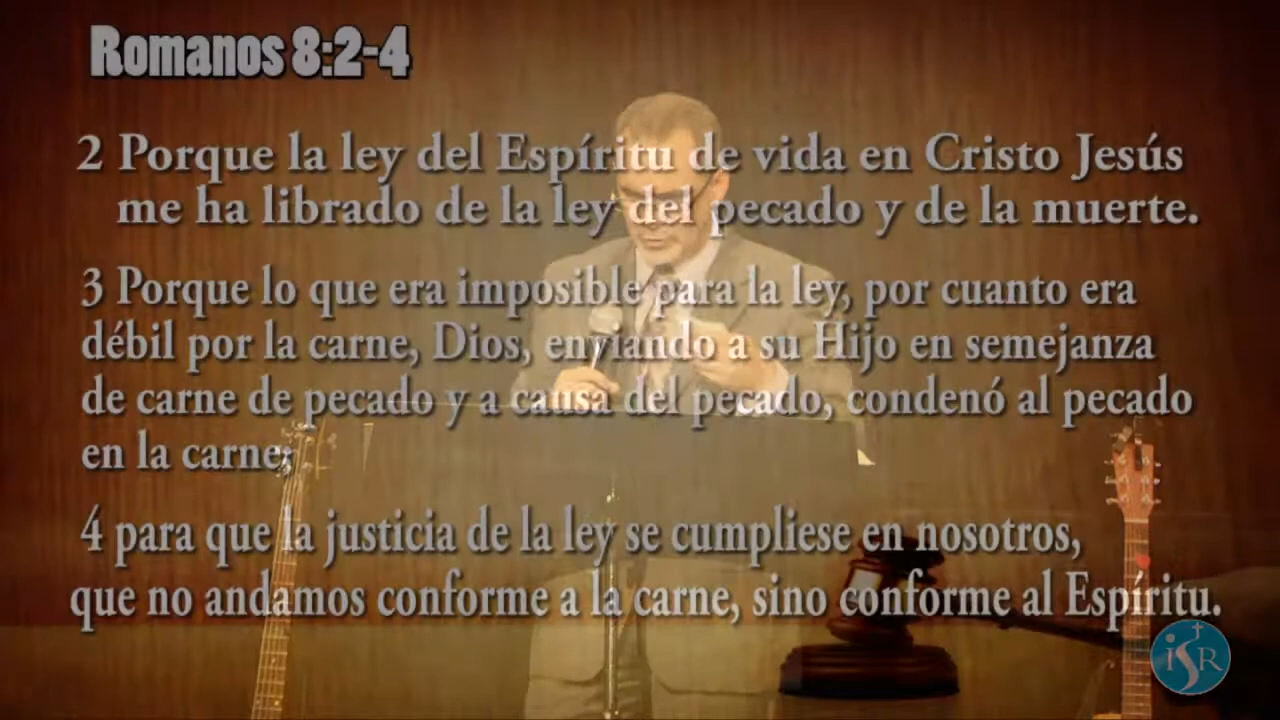 Romanos 8:2-4
2 Porque la ley del Espíritu de vida en Cristo Jesús
me ha librado de la ley del pecado y de la muerte.
3 Porque lo que era imposible para la ley, por cuanto era
débil por la carne, Dios, enviando a su Hijo en semejanza
de carne de pecado y a causa del pecado, condenó al pecado
en la carne;
4 para que la justicia de la ley se cumpliese en nosotros,
que no andamos conforme a la carne, sino conforme al Espíritu.
iSR